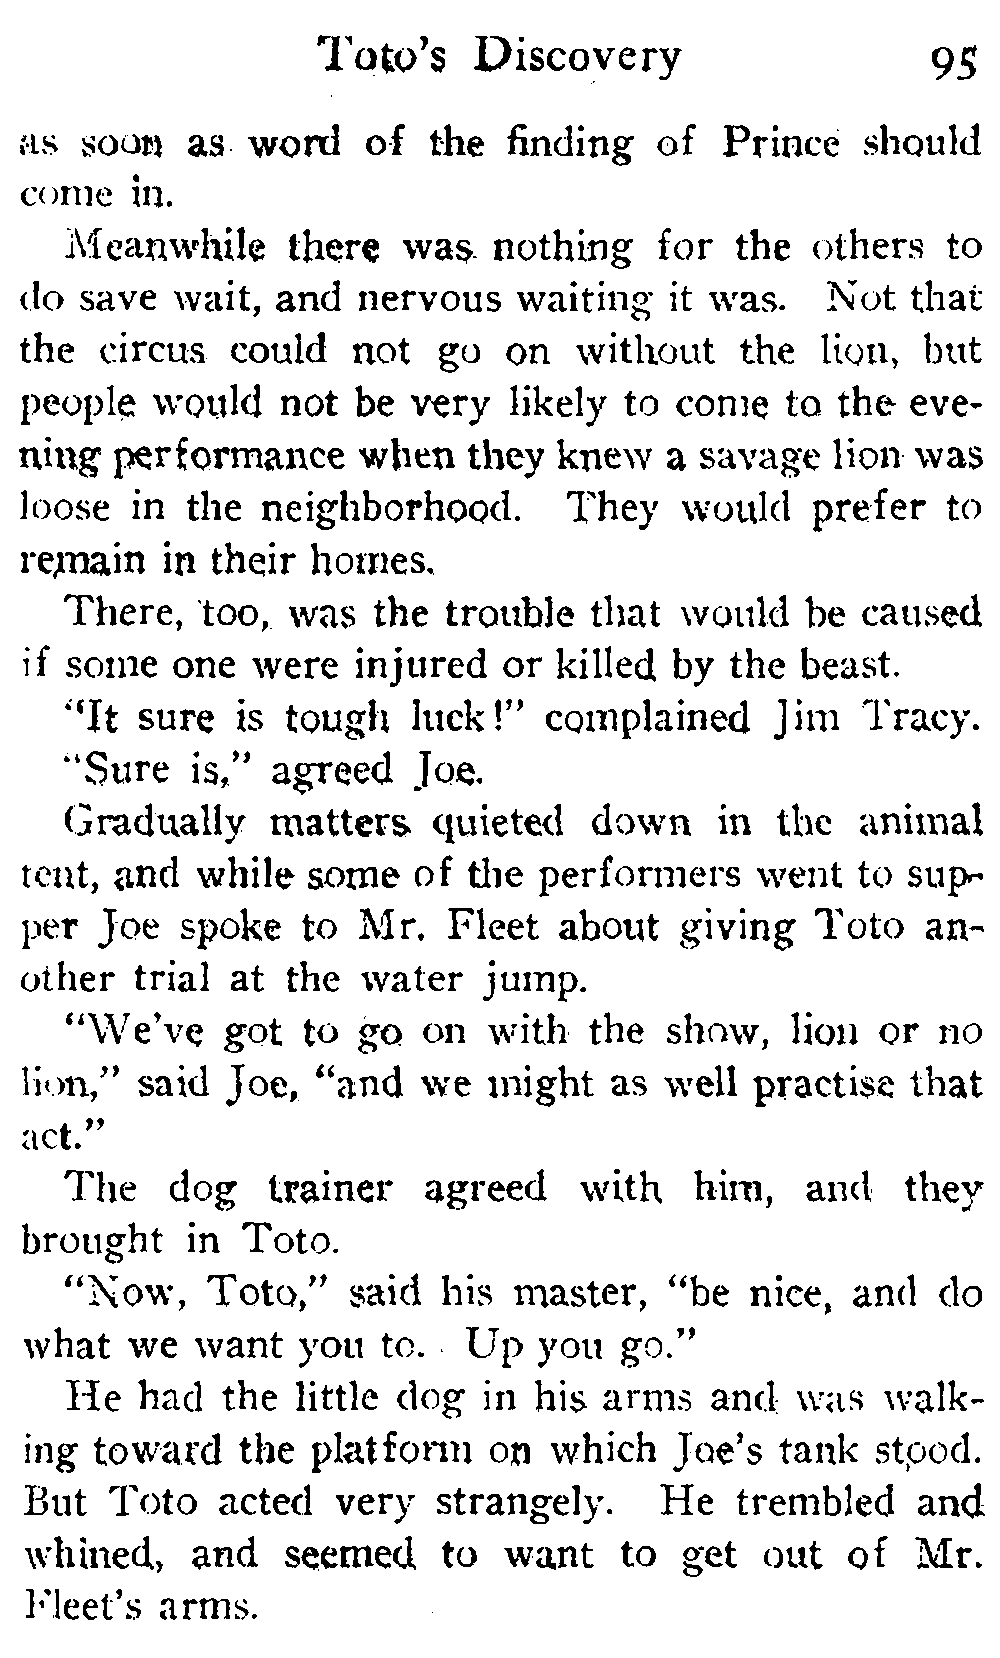 Toto's Discovery 95
as soon as word of the finding of Prince should
come in.
Meanwhile there was nothing for the others to
do save wait, and nervous waiting it was. Not that
the circus could not go on without the lion, but
people would not be very likely to come to the eve-
ning performance when they knew a savage lion was
loose in the neighborhood. They would prefer to
remain in their homes.
There, too, was the trouble that would be caused
if some one were injured or killed by the beast.
"It sure is tough luck!" complained Jim Tracy.
"Sure is," agreed Joe.
Gradually matters quieted down in the animal
tent, and while some of the performers went to sup-
per Joe spoke to Mr. Fleet about giving Toto an-
other trial at the water jump.
"We've got to go on with the show, lion or no
lion," said Joe, "and we might as well practise that
act."
The dog trainer agreed with him, and they
brought in Toto.
"Now, Toto," said his master, "be nice, and do
what we want you to. Up you go."
He had the little dog in his arms and was walk-
ing toward the platform on which Joe's tank stood.
But Toto acted very strangely. He trembled and
whined, and seemed to want to get out of Mr.
Fleet's arms.